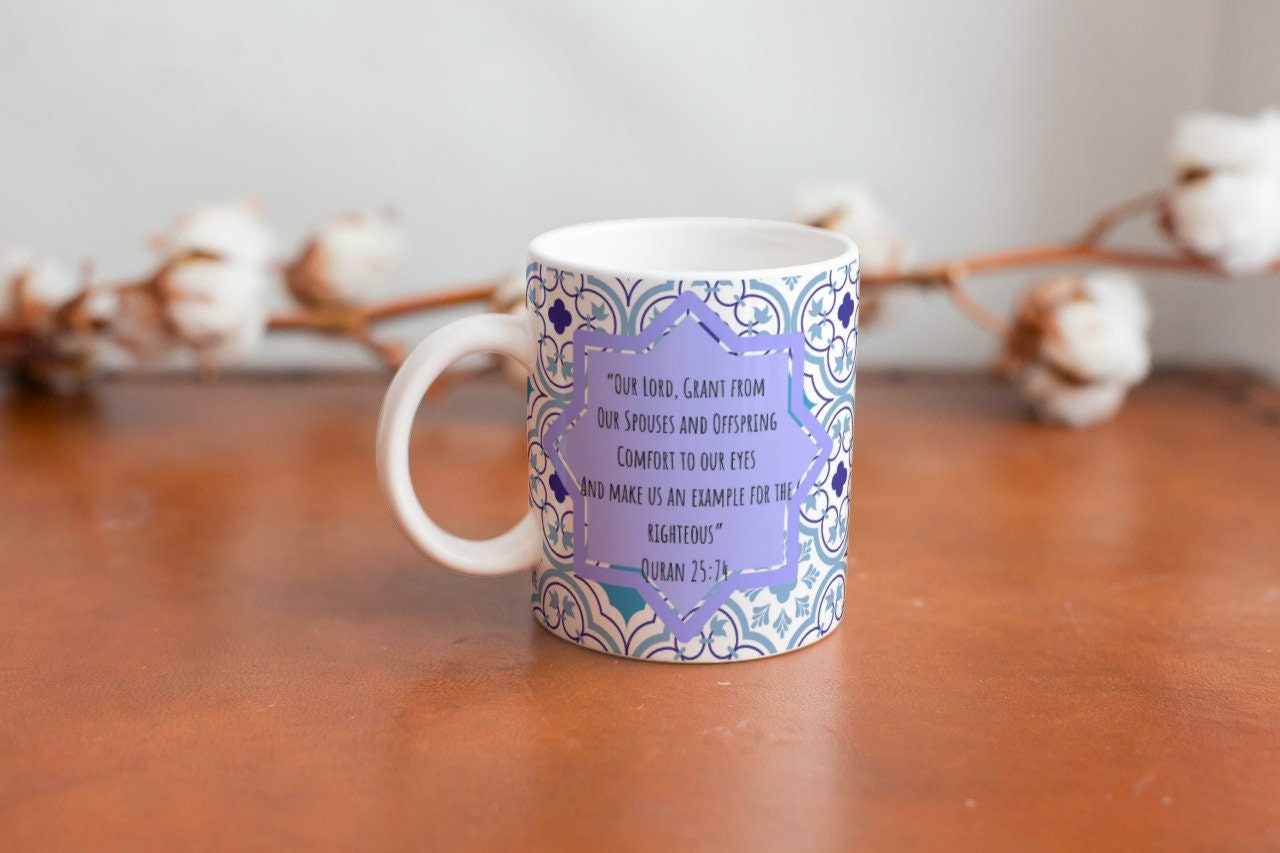 "Our Lord, Grant from
Our Spouses and Offspring
Comfort to our eyes
And make us an example for the
righteous"
Quran 25:74